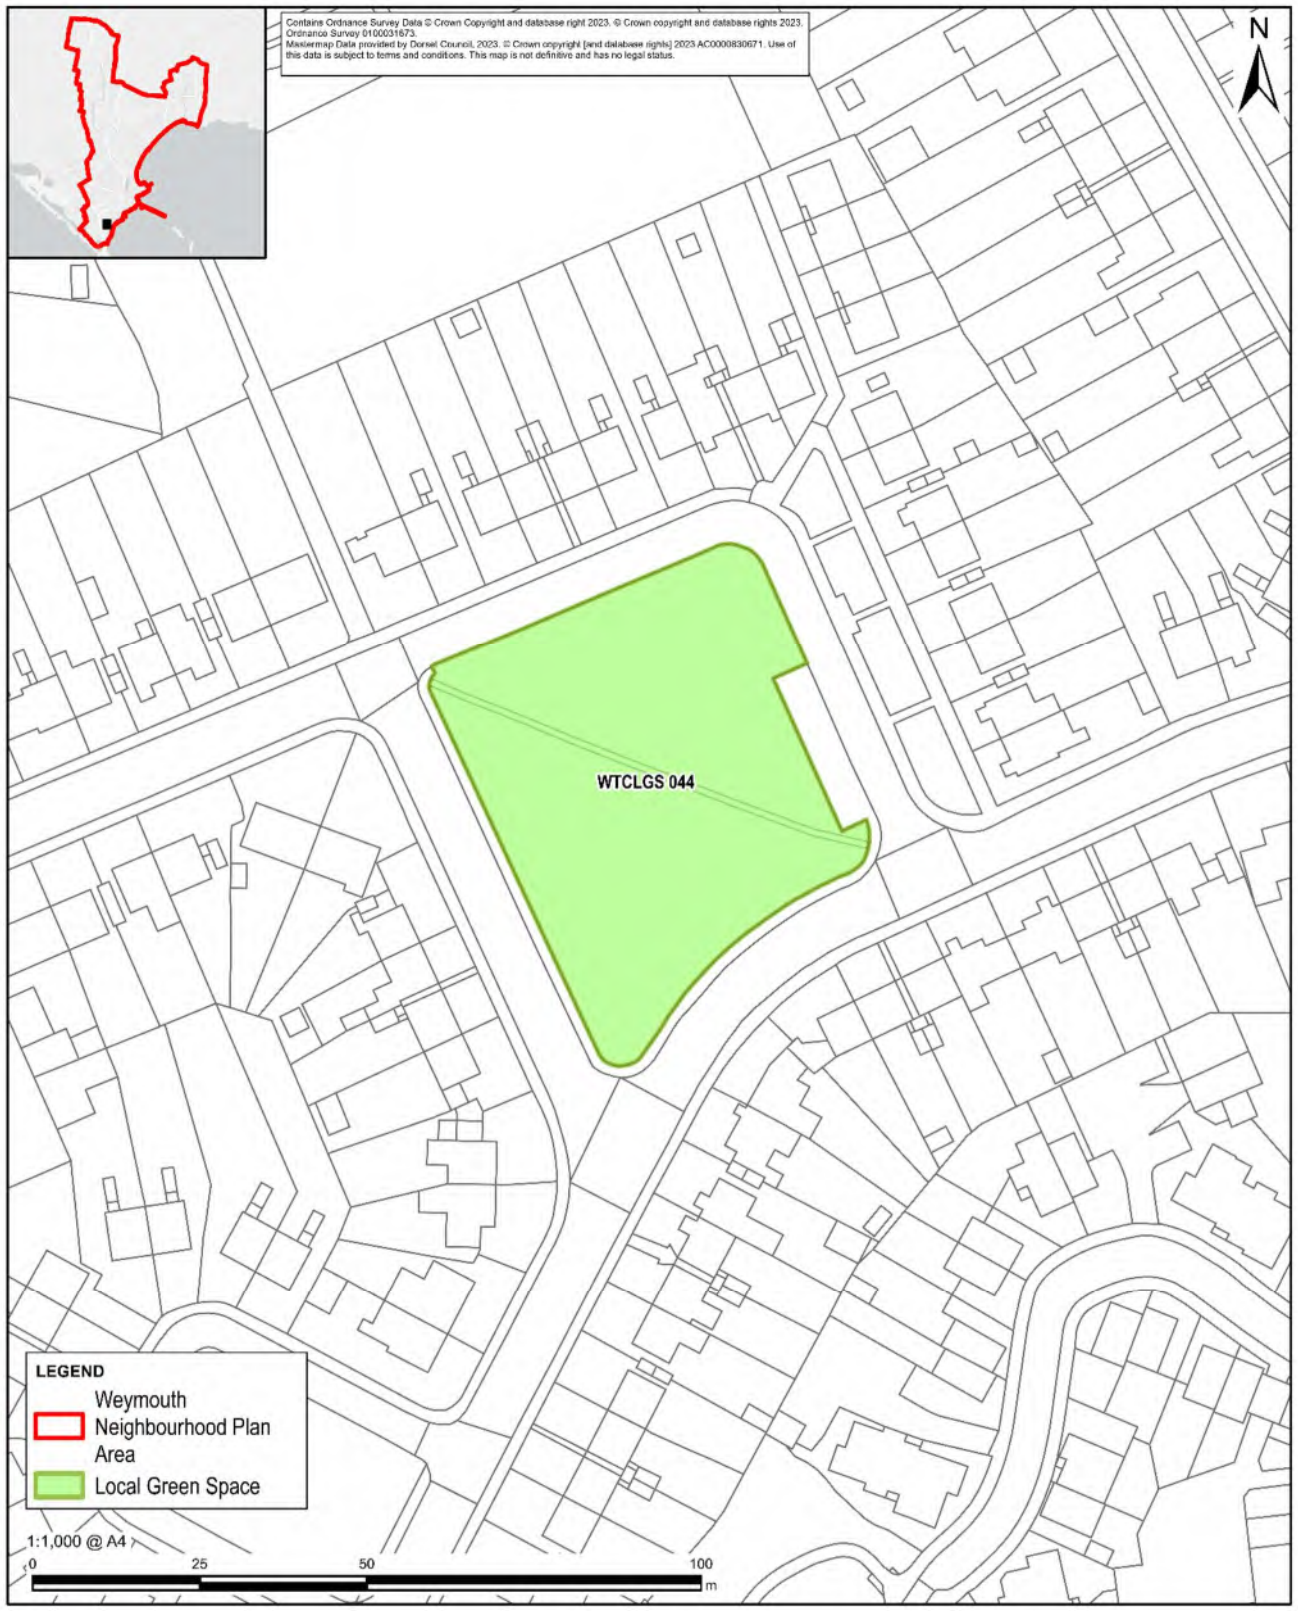 Contains Ordnance Survey Data © Crown Copyright and database right 2023. © Crown copyright and database rights 2023.
Ordnance Survey 0100031673.
Mastermap Data provided by Dorset Council, 2023. © Crown copyright [and database rights] 2023 AC0000830671. Use of
this data is subject to terms and conditions. This map is not definitive and has no legal status.
N
WTCLGS 044
LEGEND
Weymouth
Neighbourhood Plan
Area
Local Green Space
1:1,000 @ A4
0 25 50 100
m